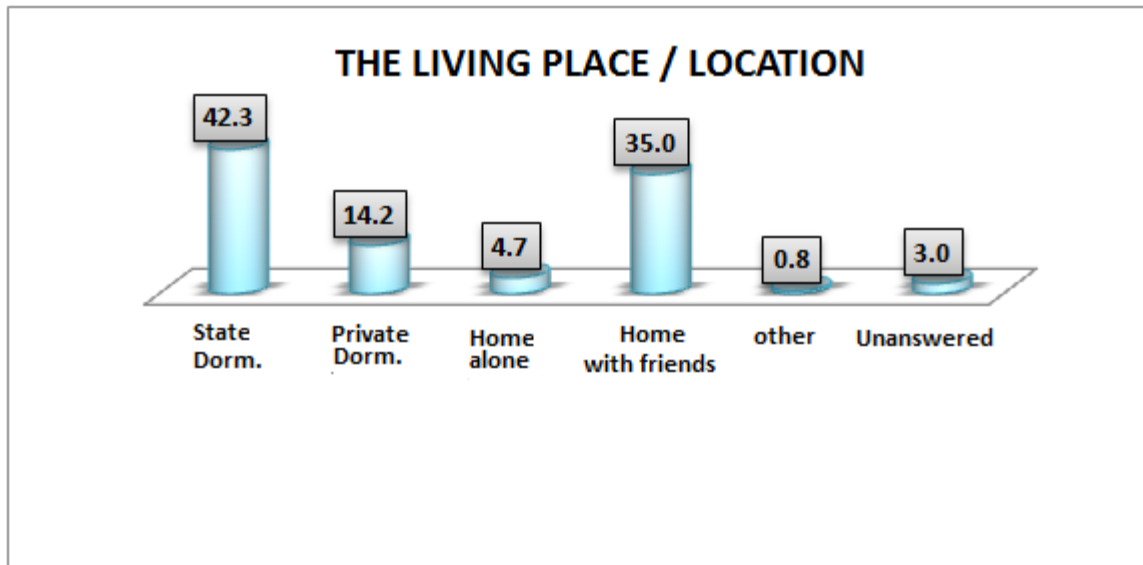 THE LIVING PLACE / LOCATION
42.3
14.2
4.7
35.0
0.8
3.0
State
Dorm.
Private
Dorm.
Home
alone
Home
with friends
other
Unanswered